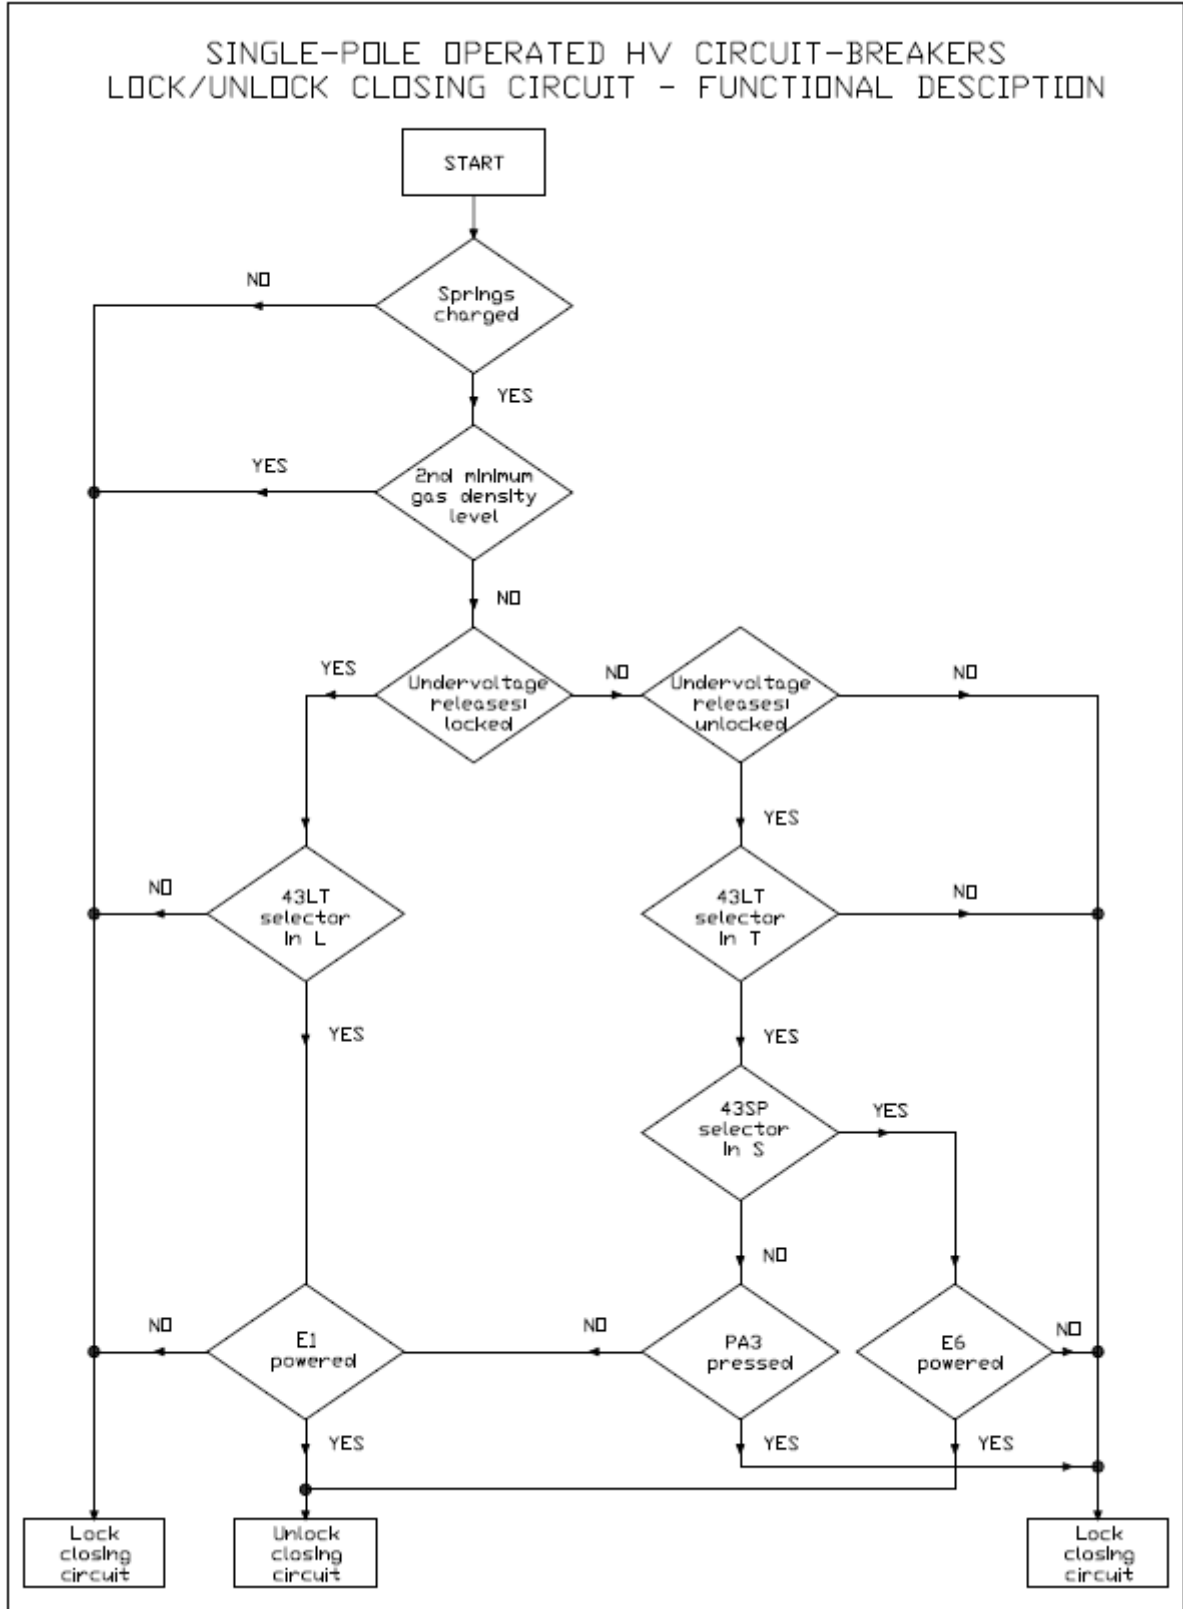 SINGLE-POLE OPERATED HV CIRCUIT-BREAKERS
LOCK/UNLOCK CLOSING CIRCUIT - FUNCTIONAL DESCIPTION
START
NO
Springs
charged
YES
YES
2nd minimum
gas density
level
NO
YES
Undervoltage
releases:
locked
NO
Undervoltage
releases:
unlocked
NO
YES
NO
43LT
selector
in L
43LT
selector
in T
NO
YES
YES
43SP
selector
in S
YES
NO
NO
E1
powered
NO
PA3
pressed
E6
powered
NO
YES
YES
YES
Lock
closing
circuit
Unlock
closing
circuit
Lock
closing
circuit